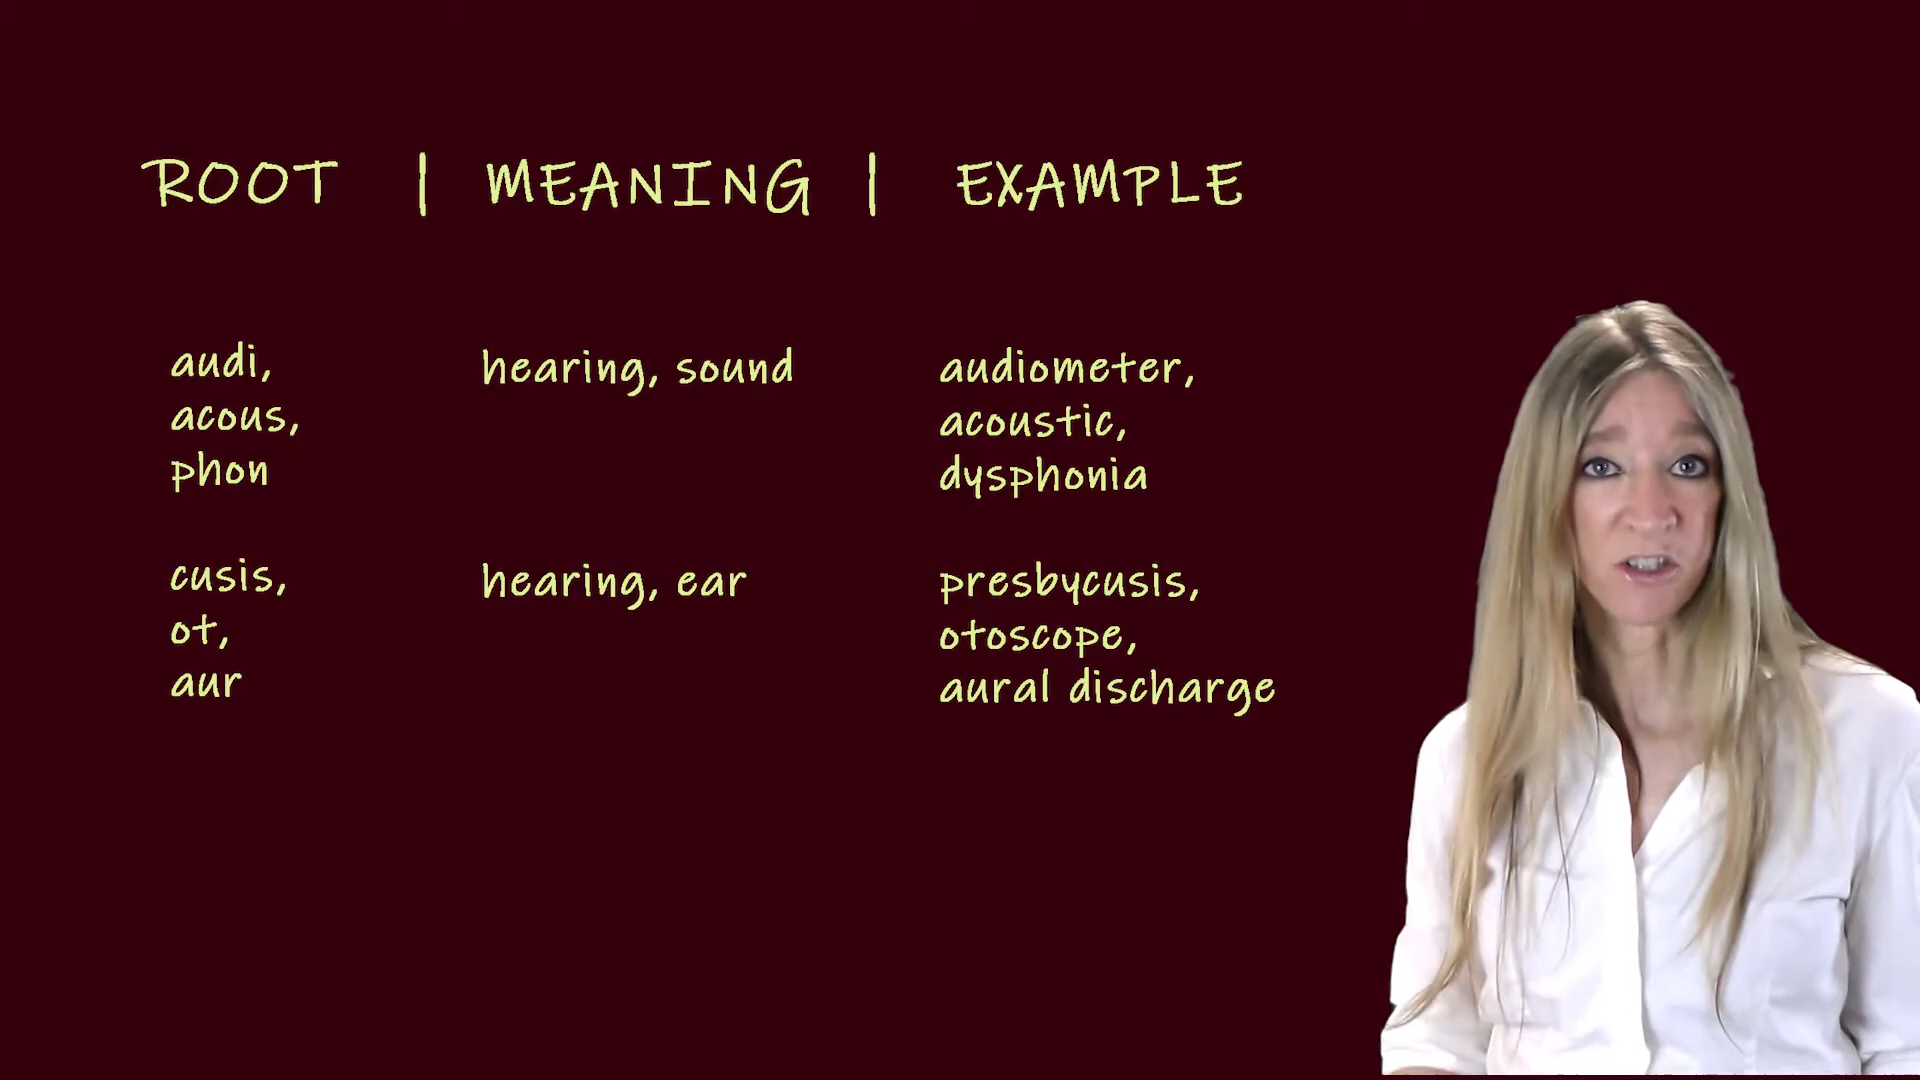 ROOT | MEANING | EXAMPLE
audi, hearing, sound audiometer,
acous, acoustic,
phon dysphonia
cusis, hearing, ear presbycusis,
ot, otoscope,
aur aural discharge